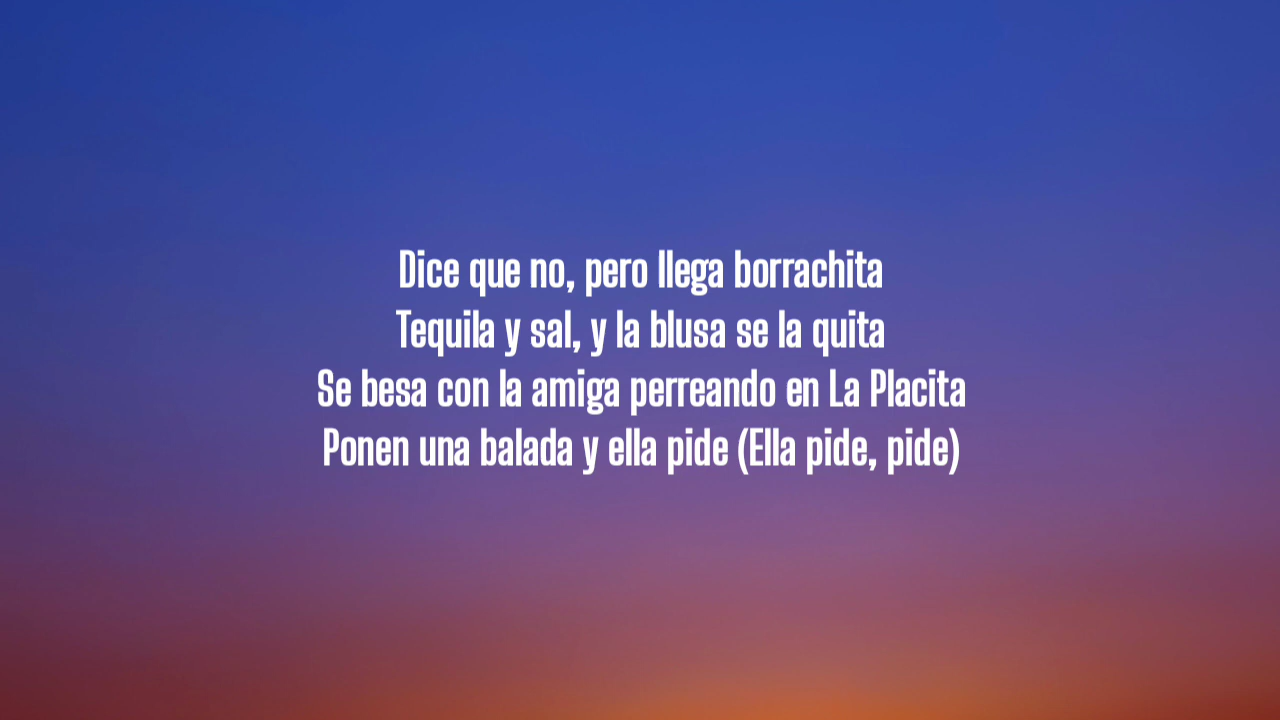 Dice que no, pero llega borrachita
Tequila y sal, y la blusa se la quita
Se besa con la amiga perreando en La Placita
Ponen una balada y ella pide (Ella pide, pide)